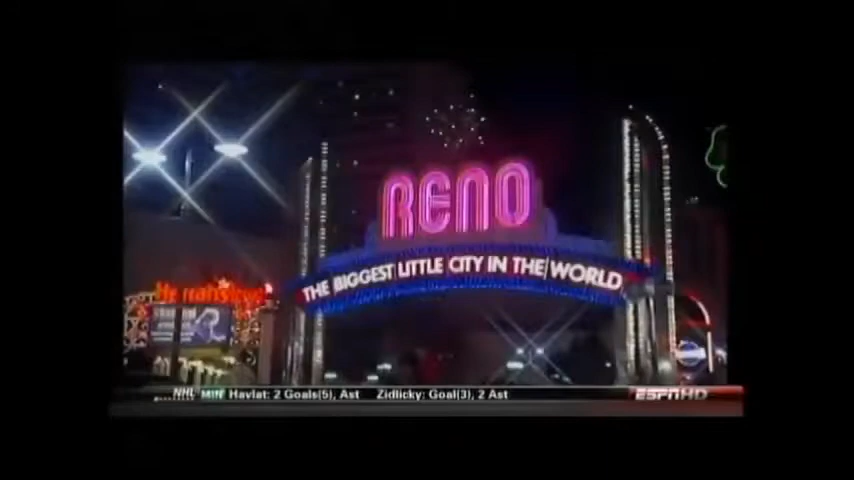 RENO
THE BIGGEST LITTLE CITY IN THE WORLD
NHL MIN Havlat: 2 Goals(5), Ast Zidlicky: Goal(3), 2 Ast
ESPNHD